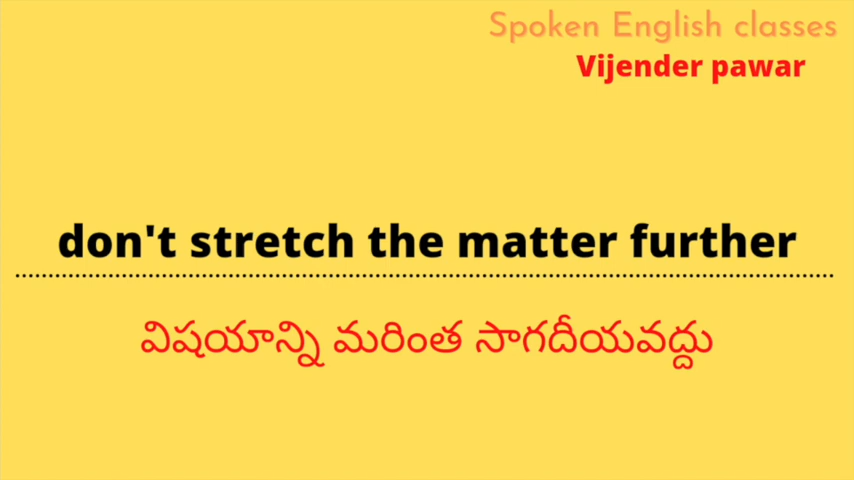 Spoken English classes
Vijender pawar
don't stretch the matter further
విషయాన్ని మరింత సాగదీయవద్దు